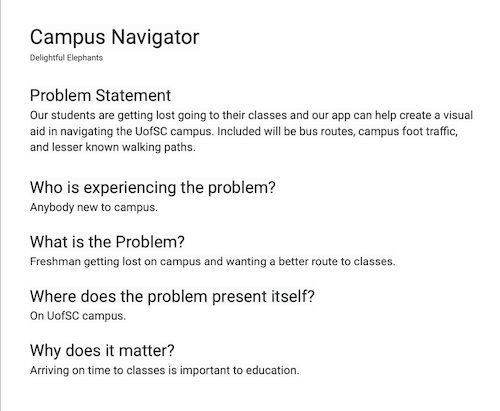 Campus Navigator
Delightful Elephants
Problem Statement
Our students are getting lost going to their classes and our app can help create a visual
aid in navigating the UofSC campus. Included will be bus routes, campus foot traffic,
and lesser known walking paths.
Who is experiencing the problem?
Anybody new to campus.
What is the Problem?
Freshman getting lost on campus and wanting a better route to classes.
Where does the problem present itself?
On UofSC campus.
Why does it matter?
Arriving on time to classes is important to education.